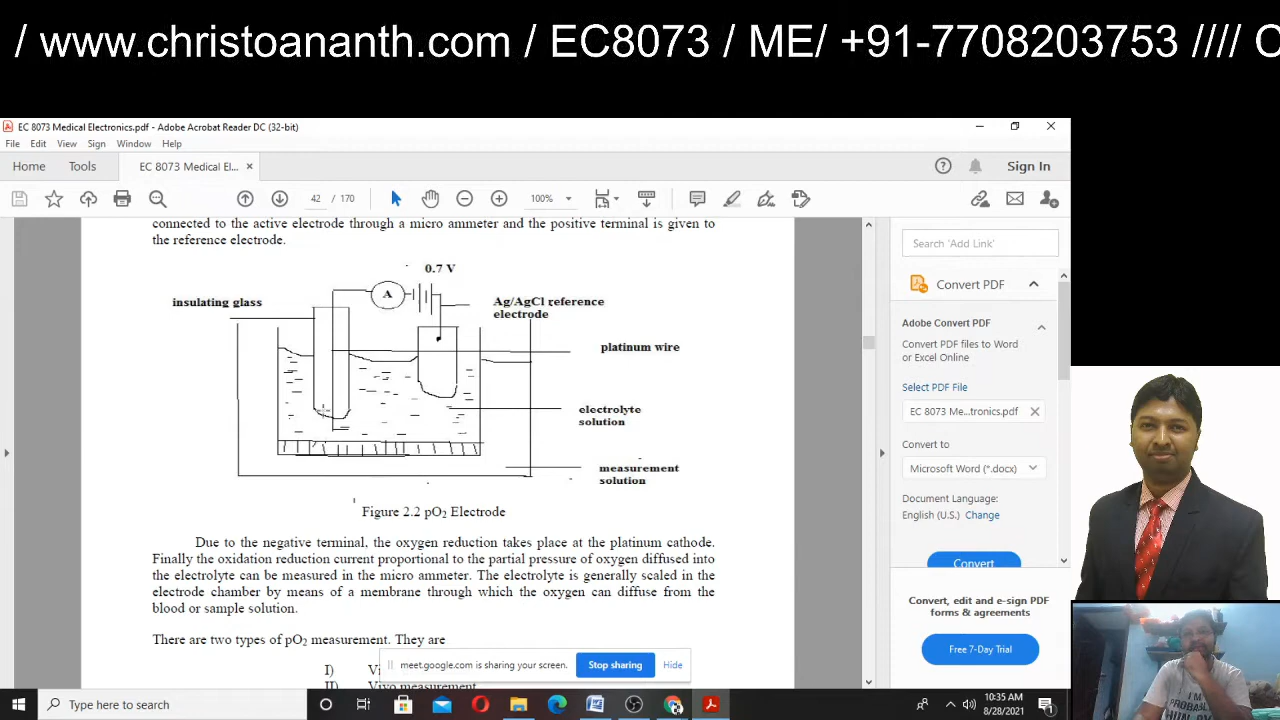 / www.christoananth.com / EC8073 / ME/ +91-7708203753 //// C
EC 8073 Medical Electronics.pdf - Adobe Acrobat Reader DC (32-bit)
File Edit View Sign Window Help
Home Tools EC 8073 Medical El... × Sign In
42 / 170 100%
connected to the active electrode through a micro ammeter and the positive terminal is given to
the reference electrode.
0.7 V
A
insulating glass
Ag/AgCl reference
electrode
platinum wire
electrolyte
solution
measurement
solution
Figure 2.2 pO2 Electrode
Due to the negative terminal, the oxygen reduction takes place at the platinum cathode.
Finally the oxidation reduction current proportional to the partial pressure of oxygen diffused into
the electrolyte can be measured in the micro ammeter. The electrolyte is generally scaled in the
electrode chamber by means of a membrane through which the oxygen can diffuse from the
blood or sample solution.
There are two types of pO2 measurement. They are
I)
II) Vivo measurement
Search 'Add Link'
Convert PDF
Adobe Convert PDF
Convert PDF files to Word
or Excel Online
Select PDF File
EC 8073 Me...tronics.pdf ×
Convert to
Microsoft Word (*.docx)
Document Language:
English (U.S.) Change
Convert
Convert, edit and e-sign PDF
forms & agreements
Free 7-Day Trial
meet.google.com is sharing your screen. Stop sharing Hide
Type here to search
10:35 AM
8/28/2021
1